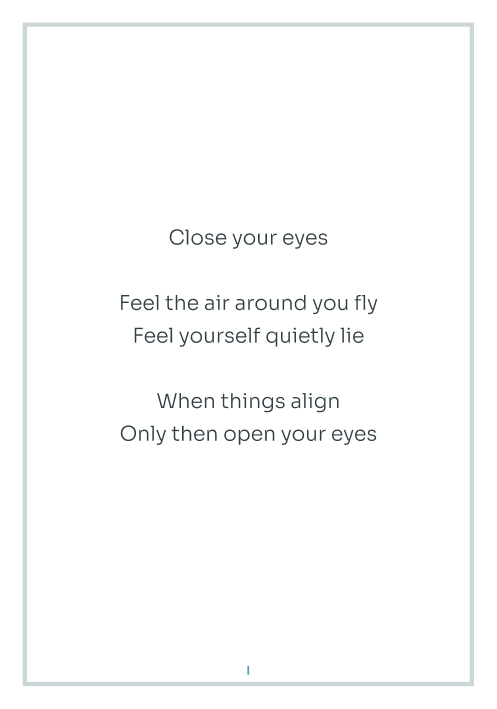 Close your eyes
Feel the air around you fly
Feel yourself quietly lie
When things align
Only then open your eyes
I